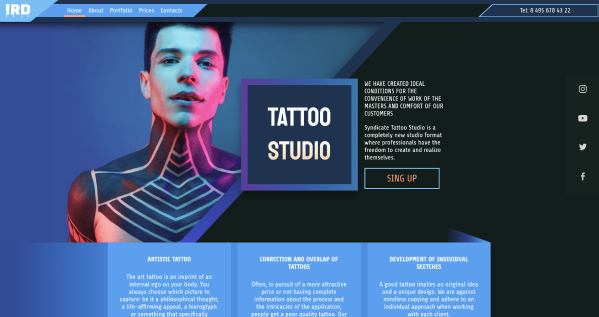 IRD
Home About Portfolio Prices Contacts
Tel: 8 495 678 43 22
TATTOO
STUDIO
WE HAVE CREATED IDEAL
CONDITIONS FOR THE
CONVENIENCE OF WORK OF THE
MASTERS AND COMFORT OF OUR
CUSTOMERS
Syndicate Tattoo Studio is a
completely new studio format
where professionals have the
freedom to create and realize
themselves.
SING UP
ARTISTIC TATTOO
The art tattoo is an imprint of an
internal ego on your body. You
always choose which picture to
capture: be it a philosophical thought,
a life-affirming appeal, a hieroglyph
or something that specifically
CORRECTION AND OVERLAP OF
TATTOOS
Often, in pursuit of a more attractive
prize or not having complete
information about the process and
the intricacies of the application,
people get a poor quality tattoo. Our
DEVELOPMENT OF INDIVIDUAL
SKETCHES
A good tattoo implies an original idea
and a unique design. We are against
mindless copying and adhere to an
individual approach when working
with each client.